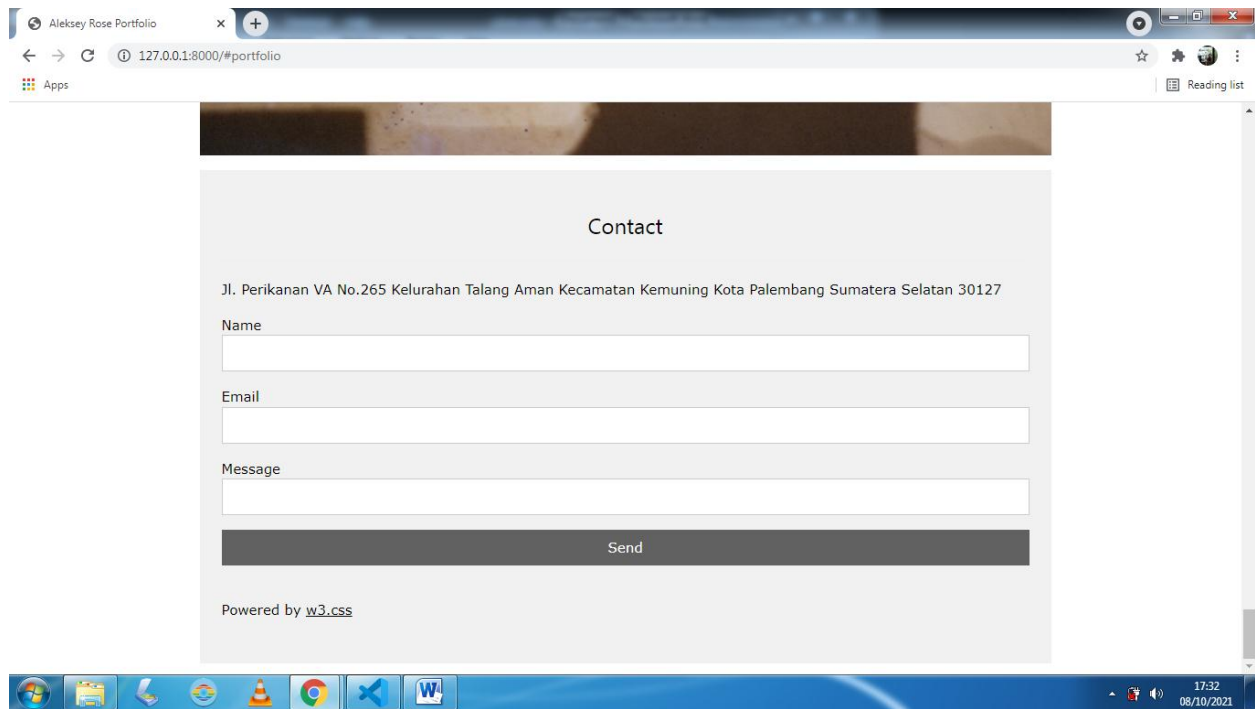 Aleksey Rose Portfolio
127.0.0.1:8000/#portfolio
Apps
Reading list
Contact
Jl. Perikanan VA No.265 Kelurahan Talang Aman Kecamatan Kemuning Kota Palembang Sumatera Selatan 30127
Name
Email
Message
Send
Powered by w3.css
17:32
08/10/2021